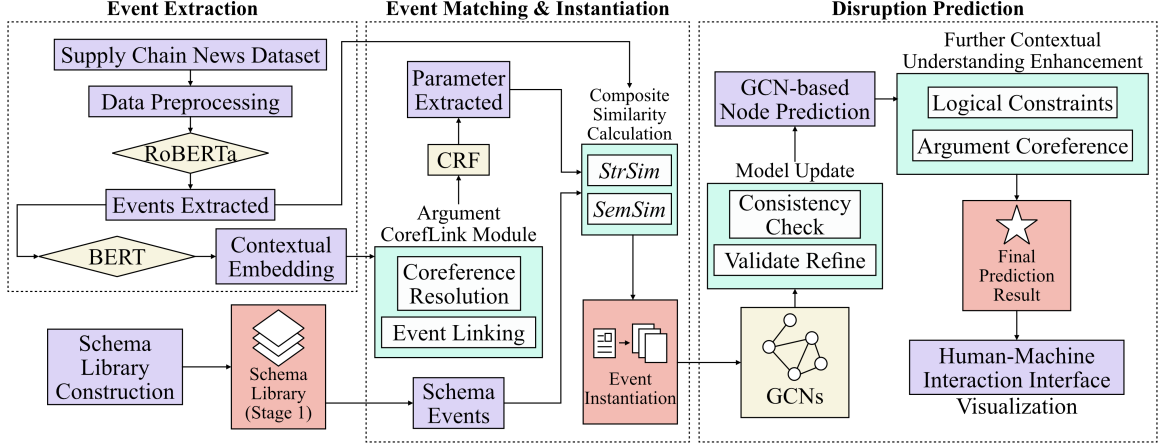 Event Extraction
Supply Chain News Dataset
Data Preprocessing
RoBERTa
Events Extracted
BERT
Contextual
Embedding
Schema
Library
Construction
Schema
Library
(Stage 1)
Event Matching & Instantiation
Parameter
Extracted
CRF
Argument
CorefLink Module
Coreference
Resolution
Event Linking
Schema
Events
Composite
Similarity
Calculation
StrSim
SemSim
Event
Instantiation
Disruption Prediction
GCN-based
Node Prediction
Model Update
Consistency
Check
Validate Refine
GCNs
Further Contextual
Understanding Enhancement
Logical Constraints
Argument Coreference
Final
Prediction
Result
Human-Machine
Interaction Interface
Visualization